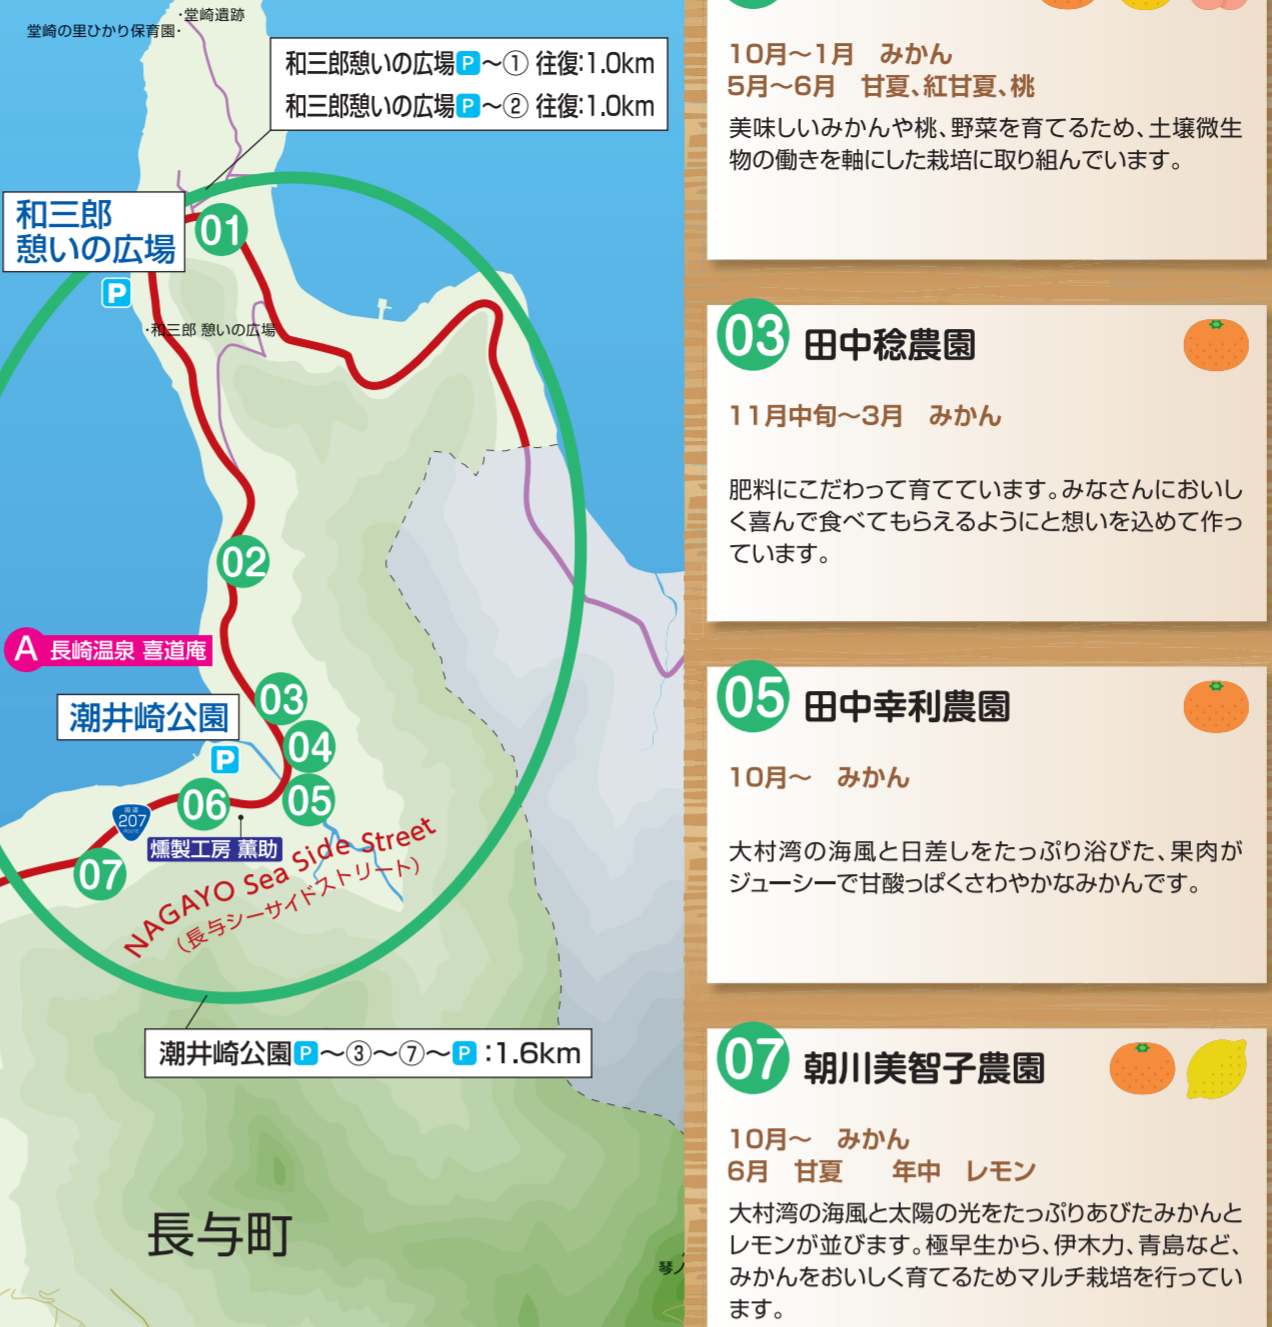 ・堂崎遺跡
堂崎の里ひかり保育園・
和三郎憩いの広場P〜① 往復:1.0km
和三郎憩いの広場P〜② 往復:1.0km
和三郎
憩いの広場
01
P
・和三郎 憩いの広場
02
A 長崎温泉 喜道庵
潮井崎公園
P
03
04
05
06
国道
207
ROUTE
燻製工房 薫助
07
NAGAYO Sea Side Street
（長与シーサイドストリート）
潮井崎公園P〜③〜⑦〜P:1.6km
長与町
琴ノ
10月〜1月　みかん
5月〜6月　甘夏、紅甘夏、桃
美味しいみかんや桃、野菜を育てるため、土壌微生
物の働きを軸にした栽培に取り組んでいます。
03 田中稔農園
11月中旬〜3月　みかん
肥料にこだわって育てています。みなさんにおいし
く喜んで食べてもらえるようにと想いを込めて作っ
ています。
05 田中幸利農園
10月〜　みかん
大村湾の海風と日差しをたっぷり浴びた、果肉が
ジューシーで甘酸っぱくさわやかなみかんです。
07 朝川美智子農園
10月〜　みかん
6月　甘夏　　年中　レモン
大村湾の海風と太陽の光をたっぷりあびたみかんと
レモンが並びます。極早生から、伊木力、青島など、
みかんをおいしく育てるためマルチ栽培を行ってい
ます。